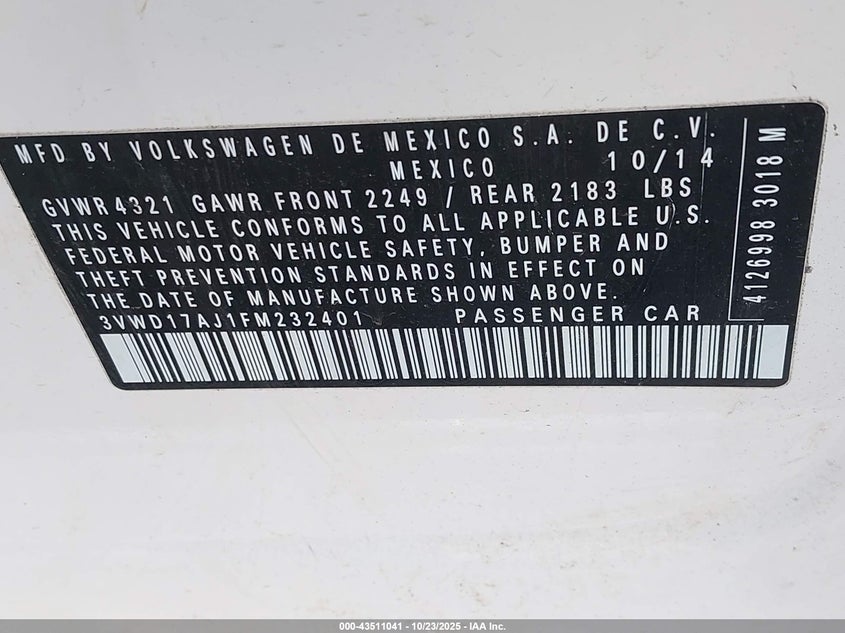 MFD BY VOLKSWAGEN DE MEXICO S.A. DE C.V.
MEXICO 10/14
GVWR 4321 GAWR FRONT 2249 / REAR 2183 LBS
THIS VEHICLE CONFORMS TO ALL APPLICABLE U.S.
FEDERAL MOTOR VEHICLE SAFETY, BUMPER AND
THEFT PREVENTION STANDARDS IN EFFECT ON
THE DATE OF MANUFACTURE SHOWN ABOVE.
3VWD17AJ1FM232401 PASSENGER CAR
4126998 3018 M
000-43511041 - 10/23/2025 - IAA Inc.